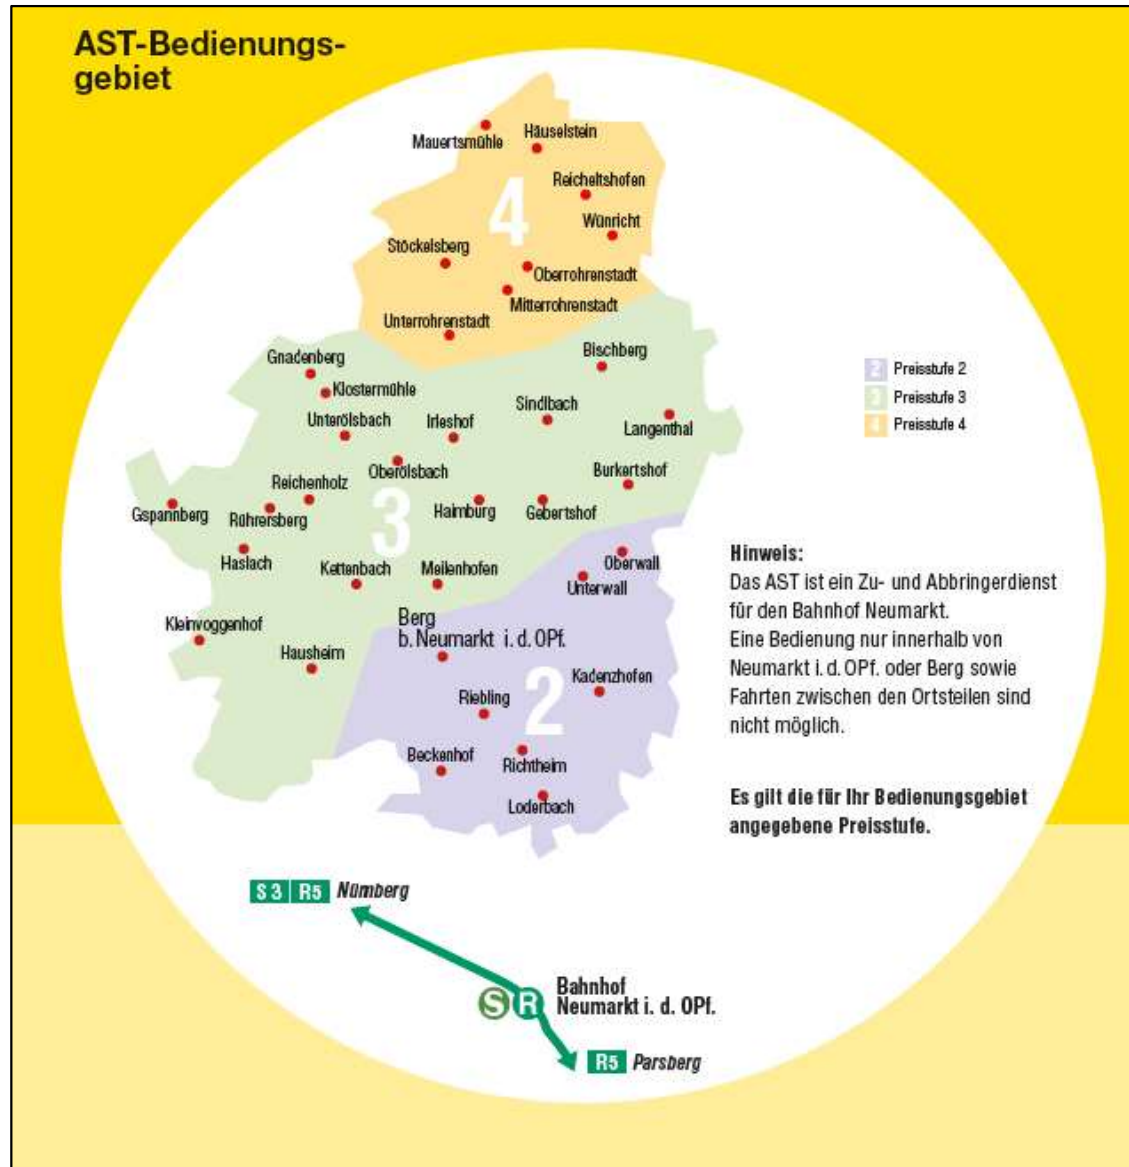 AST-Bedienungs-
gebiet
Mauertsmühle
Häuselstein
Reicheltshofen
4
Wünricht
Stöckelsberg
Oberrohrenstadt
Mitterrohrenstadt
Unterrohrenstadt
Gnadenberg
Bischberg
Klostermühle
2 Preisstufe 2
3 Preisstufe 3
4 Preisstufe 4
Unterölsbach
Irleshof
Sindlbach
Langenthal
Oberölsbach
Burkertshof
Reichenholz
Gspannberg
Rührersberg
3
Haimburg
Gebertshof
Haslach
Kettenbach
Meilenhofen
Oberwall
Unterwall
Kleinvoggenhof
Berg
b. Neumarkt i. d. OPf.
Hausheim
Kadenzhofen
Riebling
2
Beckenhof
Richtheim
Loderbach
Hinweis:
Das AST ist ein Zu- und Abbringerdienst
für den Bahnhof Neumarkt.
Eine Bedienung nur innerhalb von
Neumarkt i. d. OPf. oder Berg sowie
Fahrten zwischen den Ortsteilen sind
nicht möglich.
Es gilt die für Ihr Bedienungsgebiet
angegebene Preisstufe.
S 3 R5 Nürnberg
S R Bahnhof
Neumarkt i. d. OPf.
R5 Parsberg